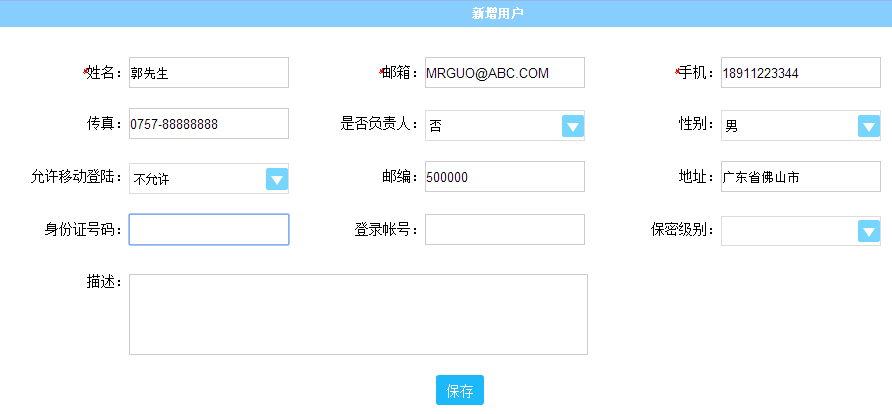 新增用户
*姓名：郭先生 *邮箱：MRGUO@ABC.COM *手机：18911223344
传真：0757-88888888 是否负责人：否 性别：男
允许移动登陆：不允许 邮编：500000 地址：广东省佛山市
身份证号码： 登录帐号： 保密级别：
描述：
保存